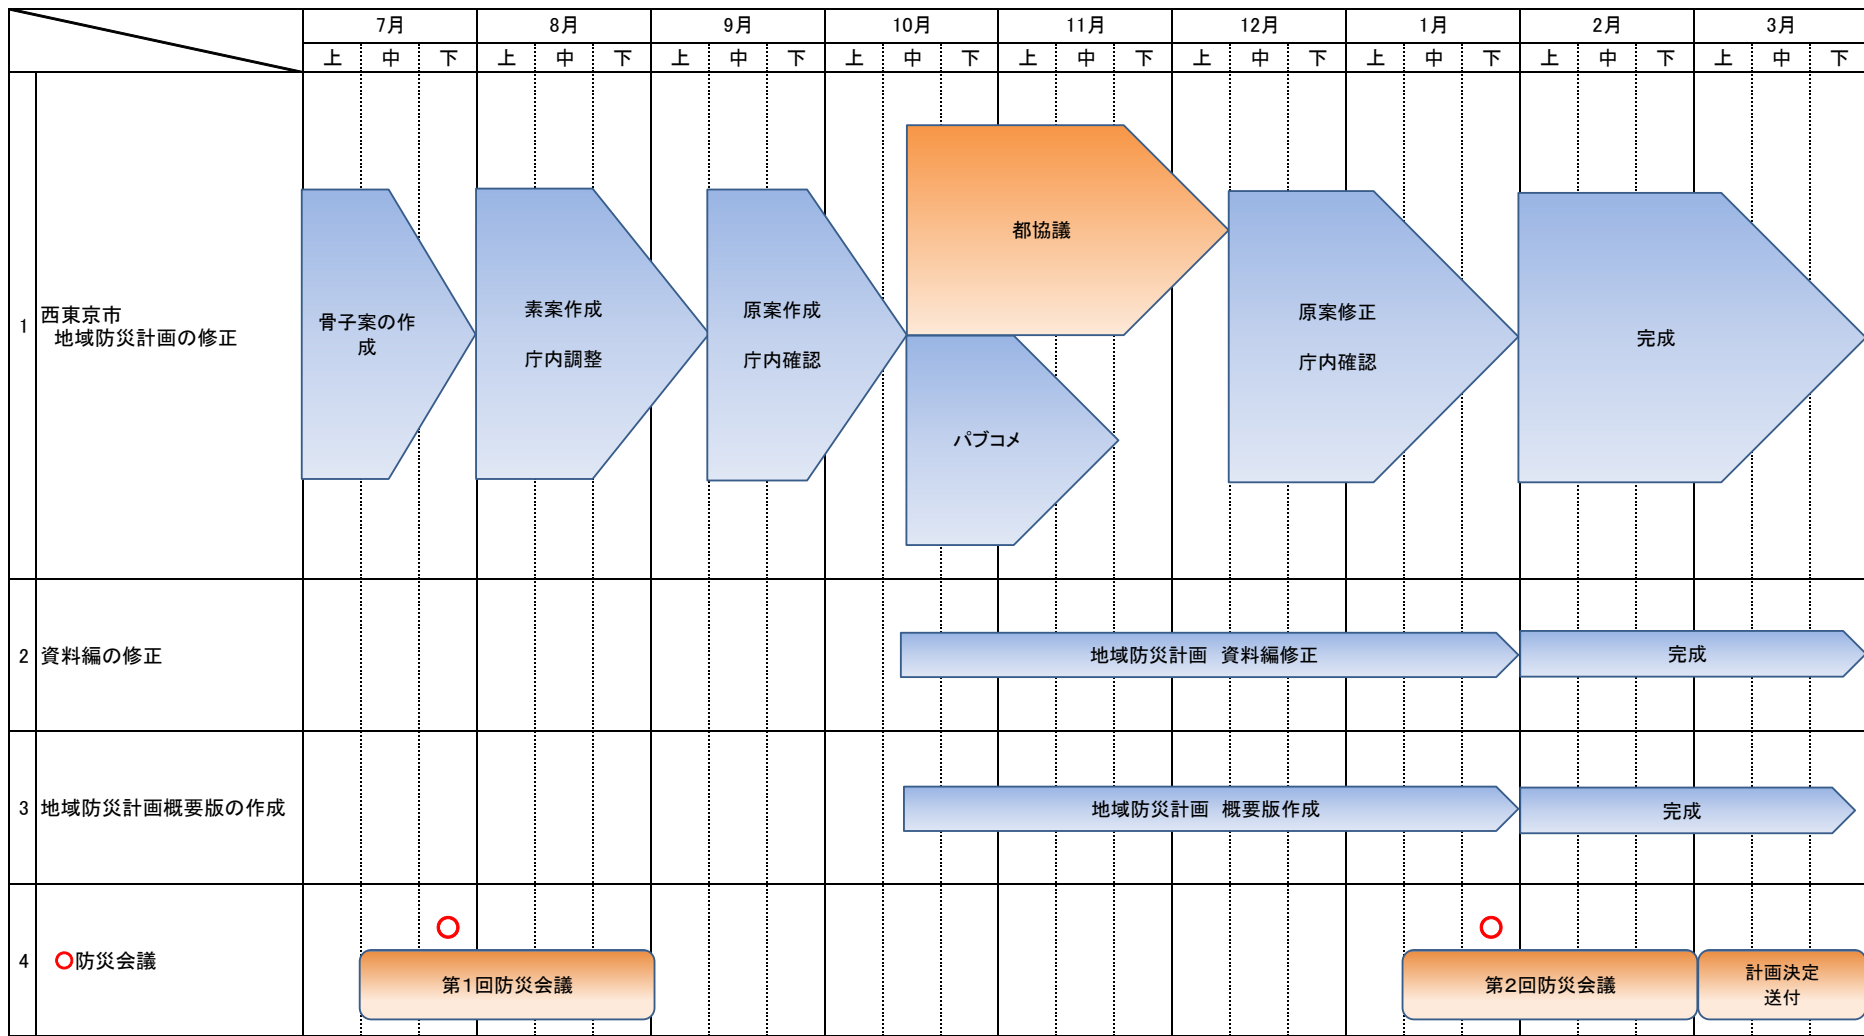 7月 8月 9月 10月 11月 12月 1月 2月 3月
上 中 下 上 中 下 上 中 下 上 中 下 上 中 下 上 中 下 上 中 下 上 中 下 上 中 下
1
西東京市
地域防災計画の修正
骨子案の作
成
素案作成
庁内調整
原案作成
庁内確認
都協議
パブコメ
原案修正
庁内確認
完成
2 資料編の修正
地域防災計画 資料編修正
完成
3 地域防災計画概要版の作成
地域防災計画 概要版作成
完成
4 〇防災会議
第1回防災会議
第2回防災会議
計画決定
送付